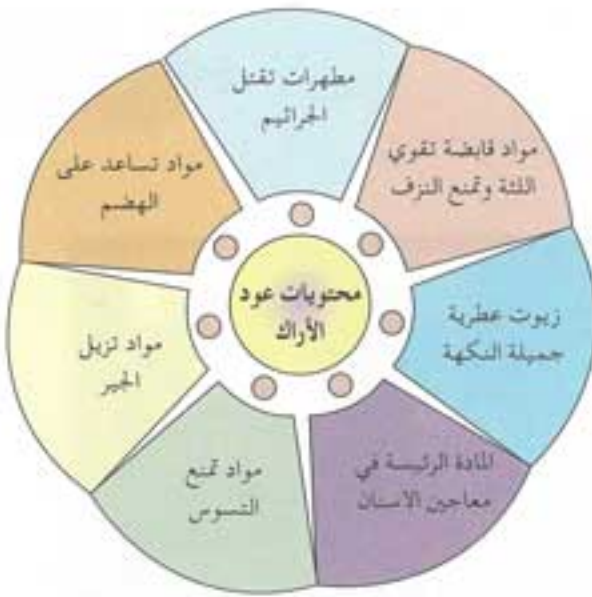 محتويات عود
الأراك
مطهرات تقتل
الجراثيم
مواد قابضة تقوي
اللثة وتمنع النزف
زيوت عطرية
جميلة النكهة
المادة الرئيسة في
معاجين الاسنان
مواد تمنع
التسوس
مواد تزيل
الجير
مواد تساعد على
الهضم